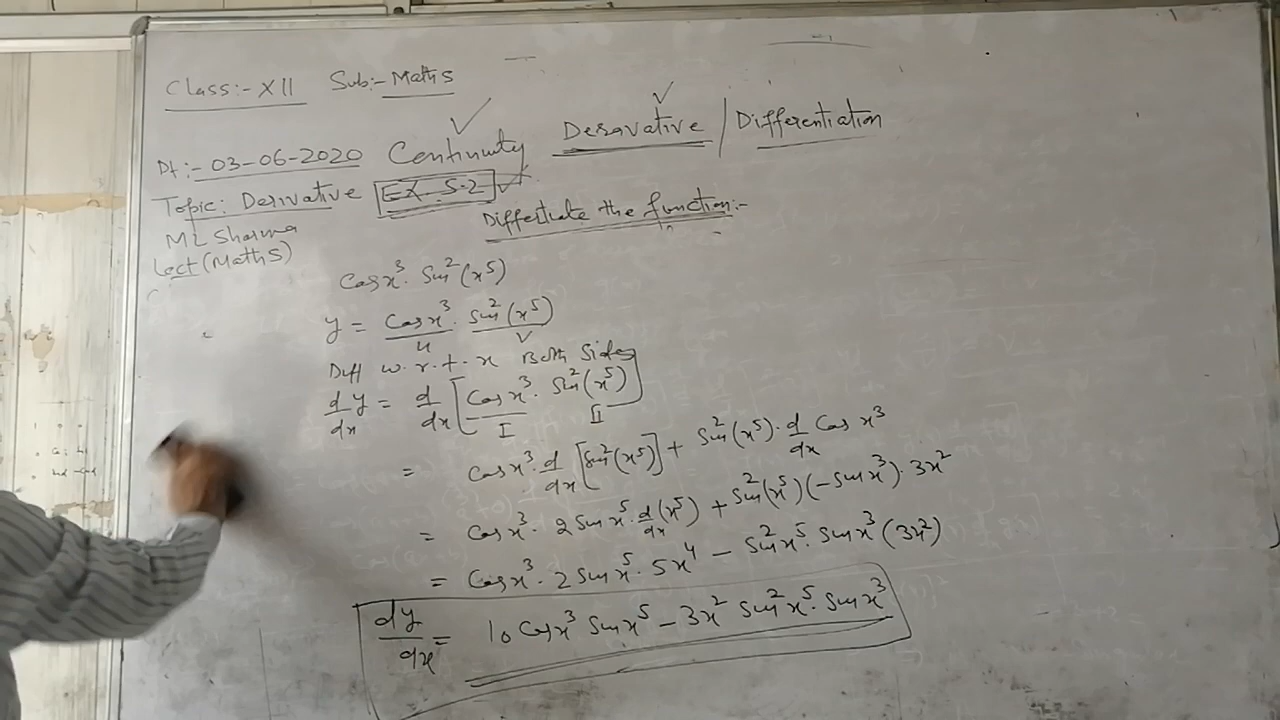 Class:- XII Sub:- Maths
Dt:- 03-06-2020 Continuity Deravative / Differentiation
Topic: Derivative EX. 5.2
ML Sharma
Lect (Maths)
Differtiate the function:-
Cos x³ · Sin² (x⁵)
y = Cos x³ · Sin² (x⁵)
u v
Diff w.r.t. x Both Sides
d/dx y = d/dx [Cos x³ · Sin² (x⁵)]
I II
= Cos x³ · d/dx [Sin² (x⁵)] + Sin² (x⁵) · d/dx Cos x³
= Cos x³ · 2 Sin x⁵ · d/dx (x⁵) + Sin² (x⁵) (-Sin x³) · 3x²
= Cos x³ · 2 Sin x⁵ · 5x⁴ - Sin² x⁵ · Sin x³ (3x²)
dy/dx = 10 Cos x³ Sin x⁵ - 3x² Sin² x⁵ · Sin x³